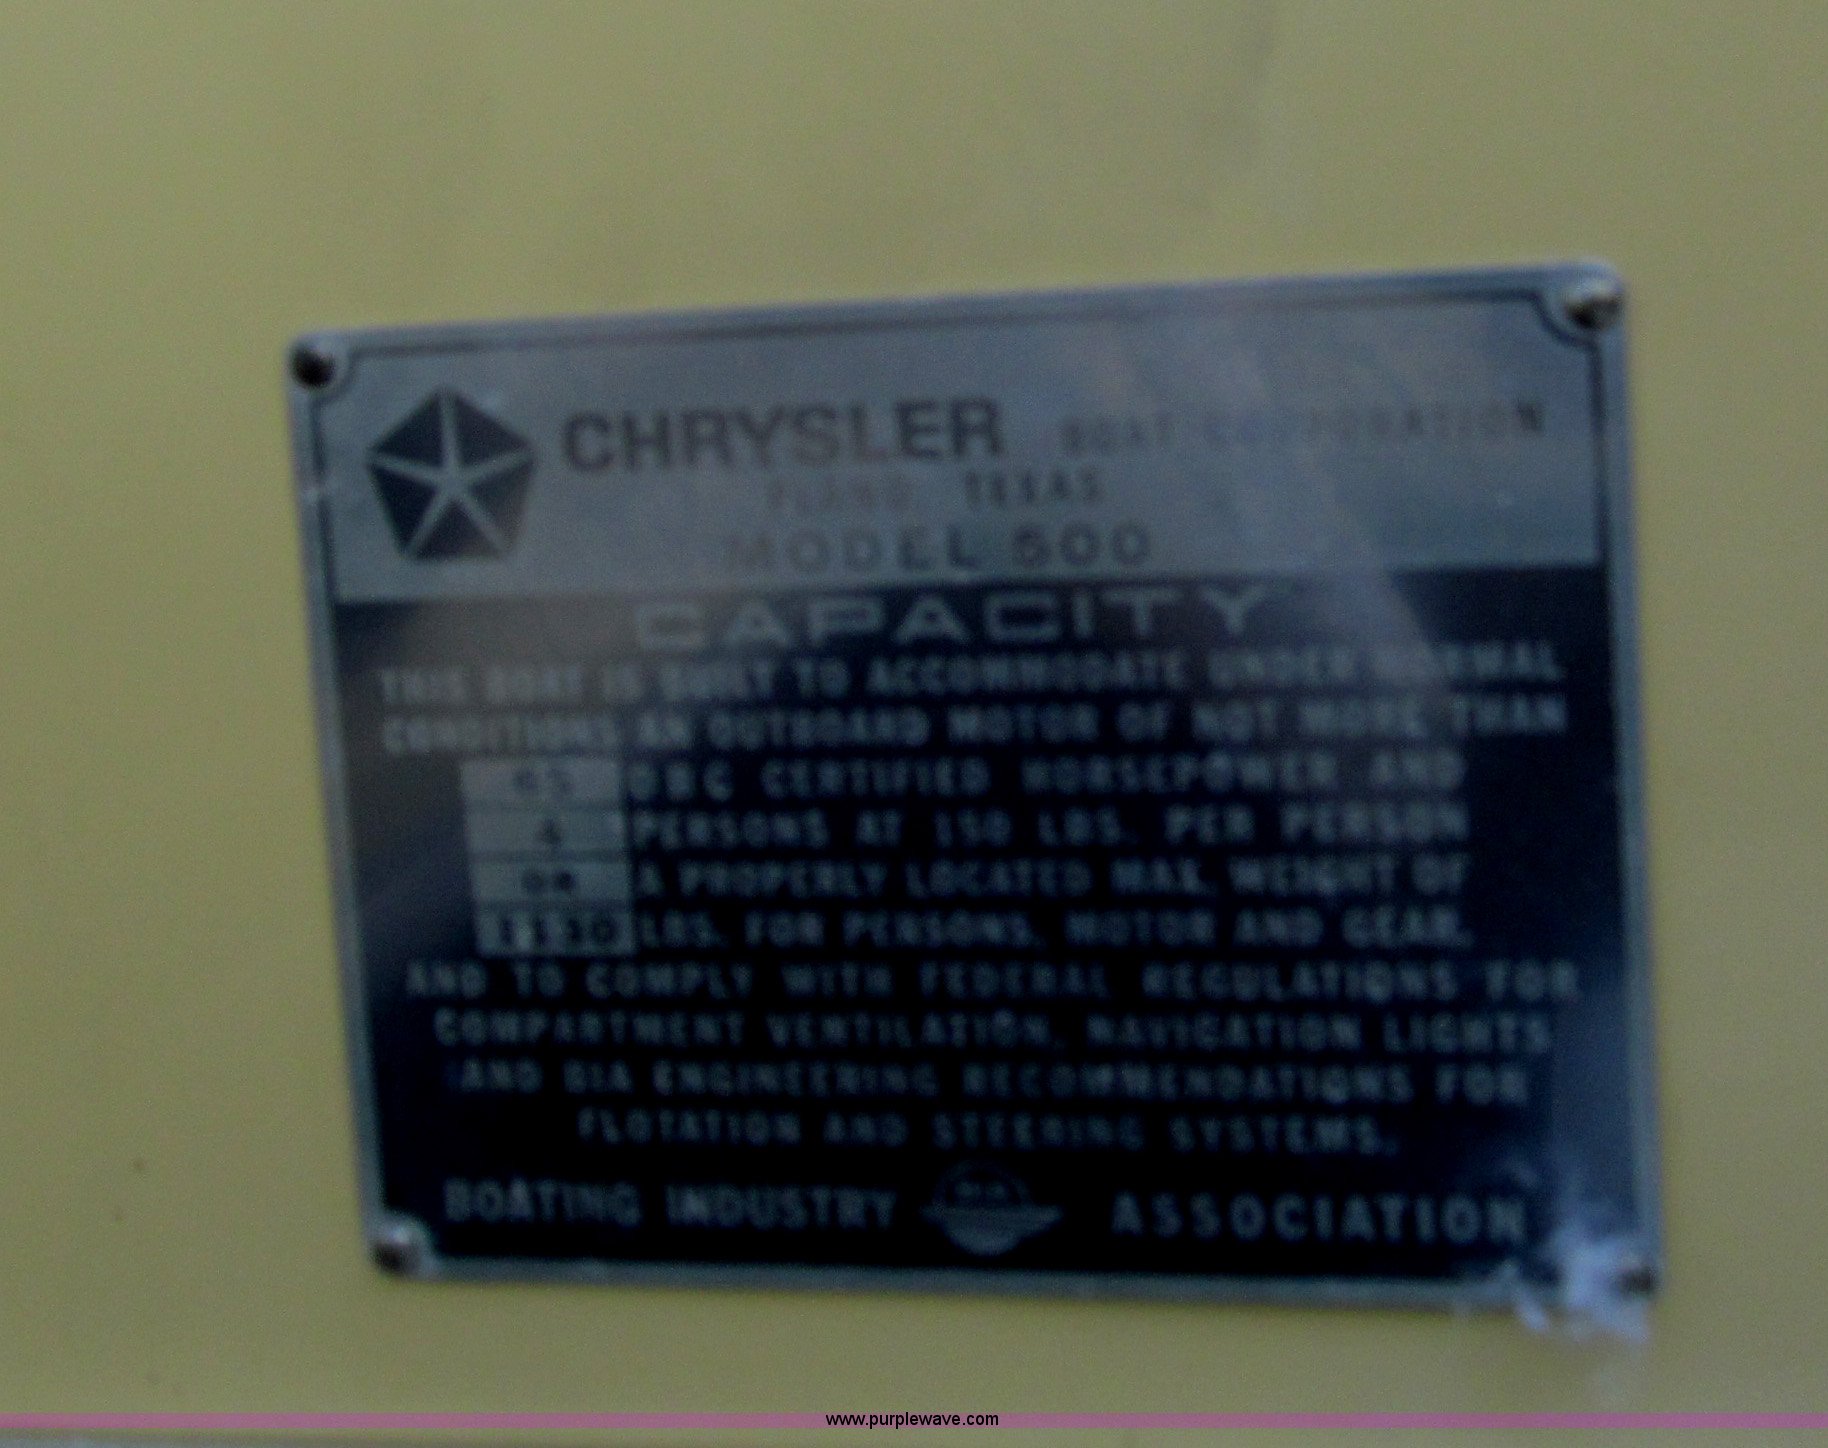 CHRYSLER BOAT CORPORATION
PLANO, TEXAS
MODEL 500
CAPACITY
THIS BOAT IS BUILT TO ACCOMMODATE UNDER NORMAL
CONDITIONS AN OUTBOARD MOTOR OF NOT MORE THAN
OBC CERTIFIED HORSEPOWER AND
4 PERSONS AT 150 LBS. PER PERSON
OR A PROPERLY LOCATED MAX. WEIGHT OF
1130 LBS. FOR PERSONS, MOTOR AND GEAR,
AND TO COMPLY WITH FEDERAL REGULATIONS FOR
COMPARTMENT VENTILATION, NAVIGATION LIGHTS
AND BIA ENGINEERING RECOMMENDATIONS FOR
FLOTATION AND STEERING SYSTEMS.
BOATING INDUSTRY ASSOCIATION
www.purplewave.com